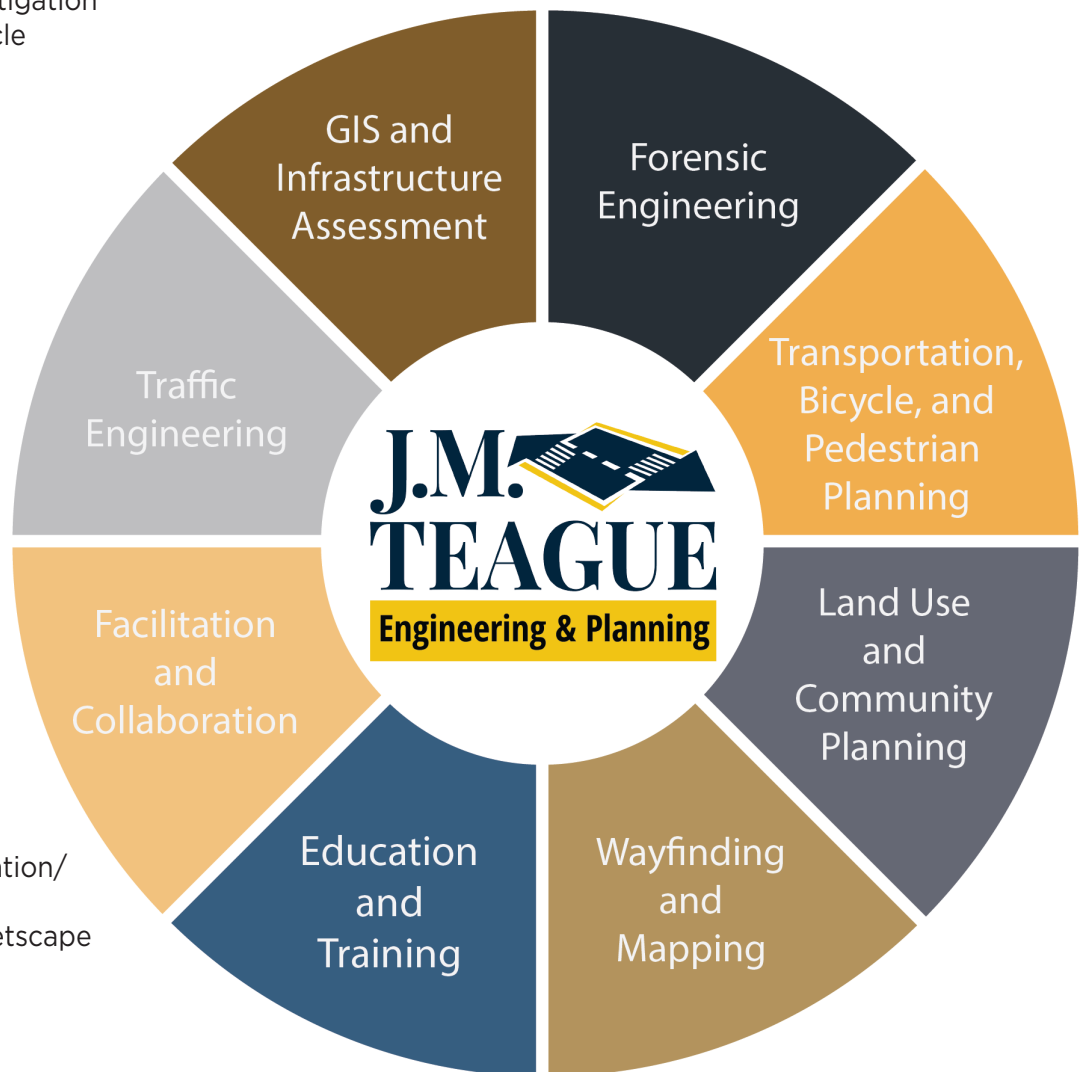 GIS and
Infrastructure
Assessment
Forensic
Engineering
Transportation,
Bicycle, and
Pedestrian
Planning
Land Use
and
Community
Planning
Wayfinding
and
Mapping
Education
and
Training
Facilitation
and
Collaboration
Traffic
Engineering
J.M.
TEAGUE
Engineering & Planning